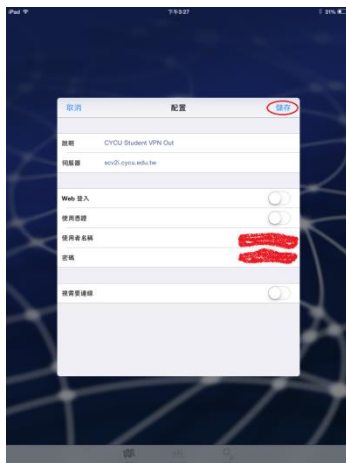 iPad 下午3:27 31%
取消 配置 儲存
說明 CYCU Student VPN Out
伺服器 scv2i.cycu.edu.tw
Web 登入
使用憑證
使用者名稱
密碼
視需要連線